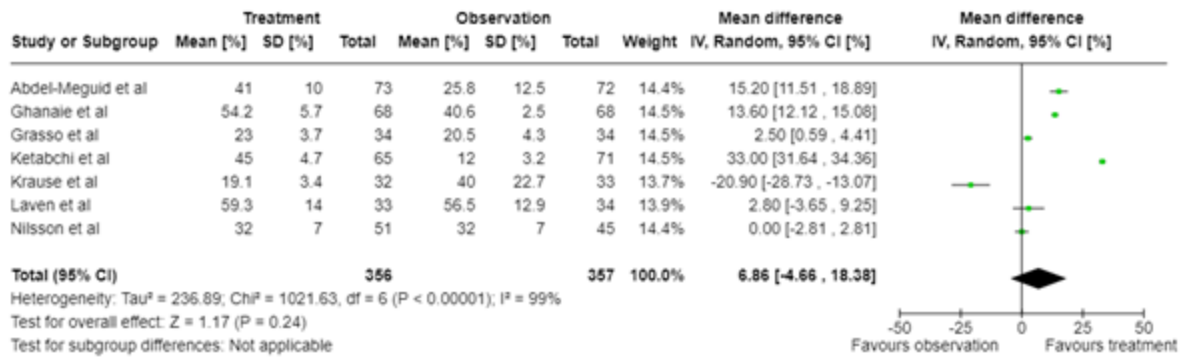 Treatment Observation Mean difference Mean difference
Study or Subgroup Mean [%] SD [%] Total Mean [%] SD [%] Total Weight IV, Random, 95% CI [%] IV, Random, 95% CI [%]
Abdel-Meguid et al 41 10 73 25.8 12.5 72 14.4% 15.20 [11.51 , 18.89]
Ghanaie et al 54.2 5.7 68 40.6 2.5 68 14.5% 13.60 [12.12 , 15.08]
Grasso et al 23 3.7 34 20.5 4.3 34 14.5% 2.50 [0.59 , 4.41]
Ketabchi et al 45 4.7 65 12 3.2 71 14.5% 33.00 [31.64 , 34.36]
Krause et al 19.1 3.4 32 40 22.7 33 13.7% -20.90 [-28.73 , -13.07]
Laven et al 59.3 14 33 56.5 12.9 34 13.9% 2.80 [-3.65 , 9.25]
Nilsson et al 32 7 51 32 7 45 14.4% 0.00 [-2.81 , 2.81]
Total (95% CI) 356 357 100.0% 6.86 [-4.66 , 18.38]
Heterogeneity: Tau² = 236.89; Chi² = 1021.63, df = 6 (P < 0.00001); I² = 99%
Test for overall effect: Z = 1.17 (P = 0.24)
Test for subgroup differences: Not applicable
-50 -25 0 25 50
Favours observation Favours treatment